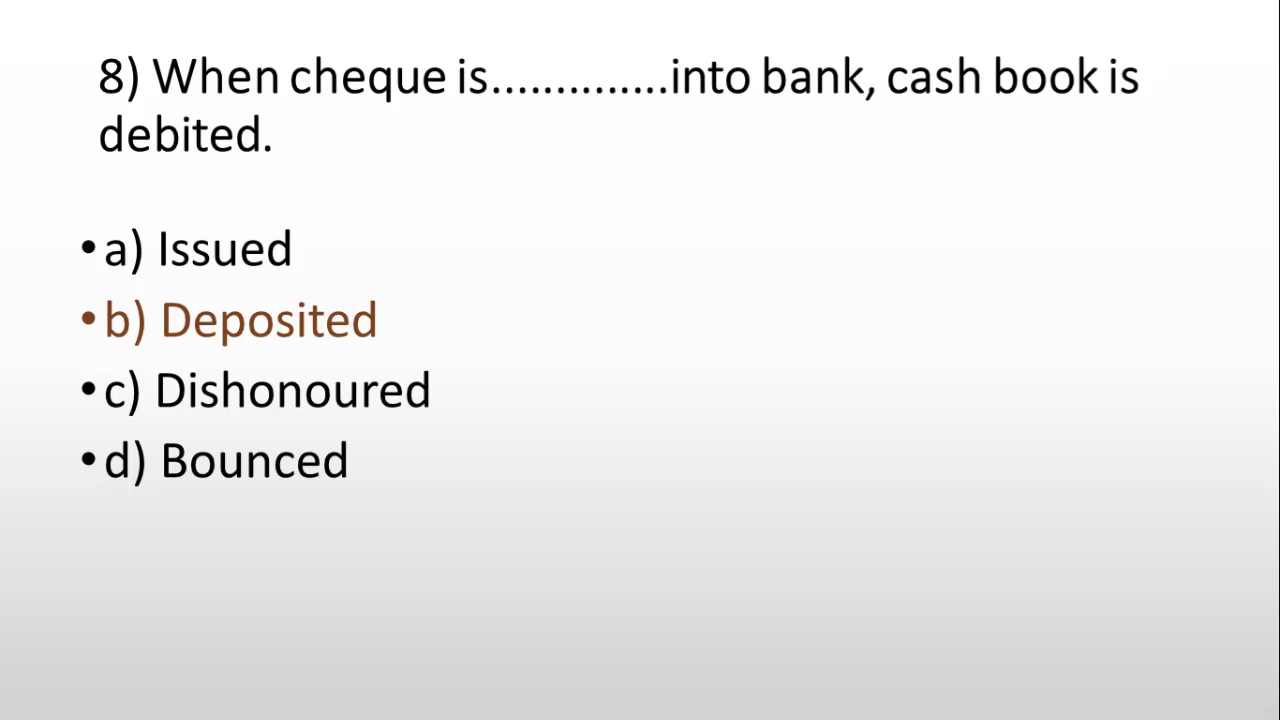 8) When cheque is..............into bank, cash book is
debited.
•a) Issued
•b) Deposited
•c) Dishonoured
•d) Bounced